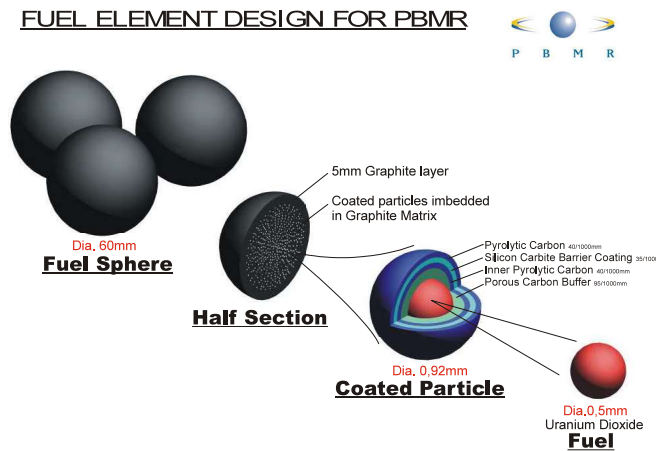 FUEL ELEMENT DESIGN FOR PBMR
P B M R
5mm Graphite layer
Coated particles imbedded
in Graphite Matrix
Dia. 60mm
Fuel Sphere
Half Section
Pyrolytic Carbon 40/1000mm
Silicon Carbite Barrier Coating 35/100
Inner Pyrolytic Carbon 40/1000mm
Porous Carbon Buffer 95/1000mm
Dia. 0,92mm
Coated Particle
Dia.0,5mm
Uranium Dioxide
Fuel